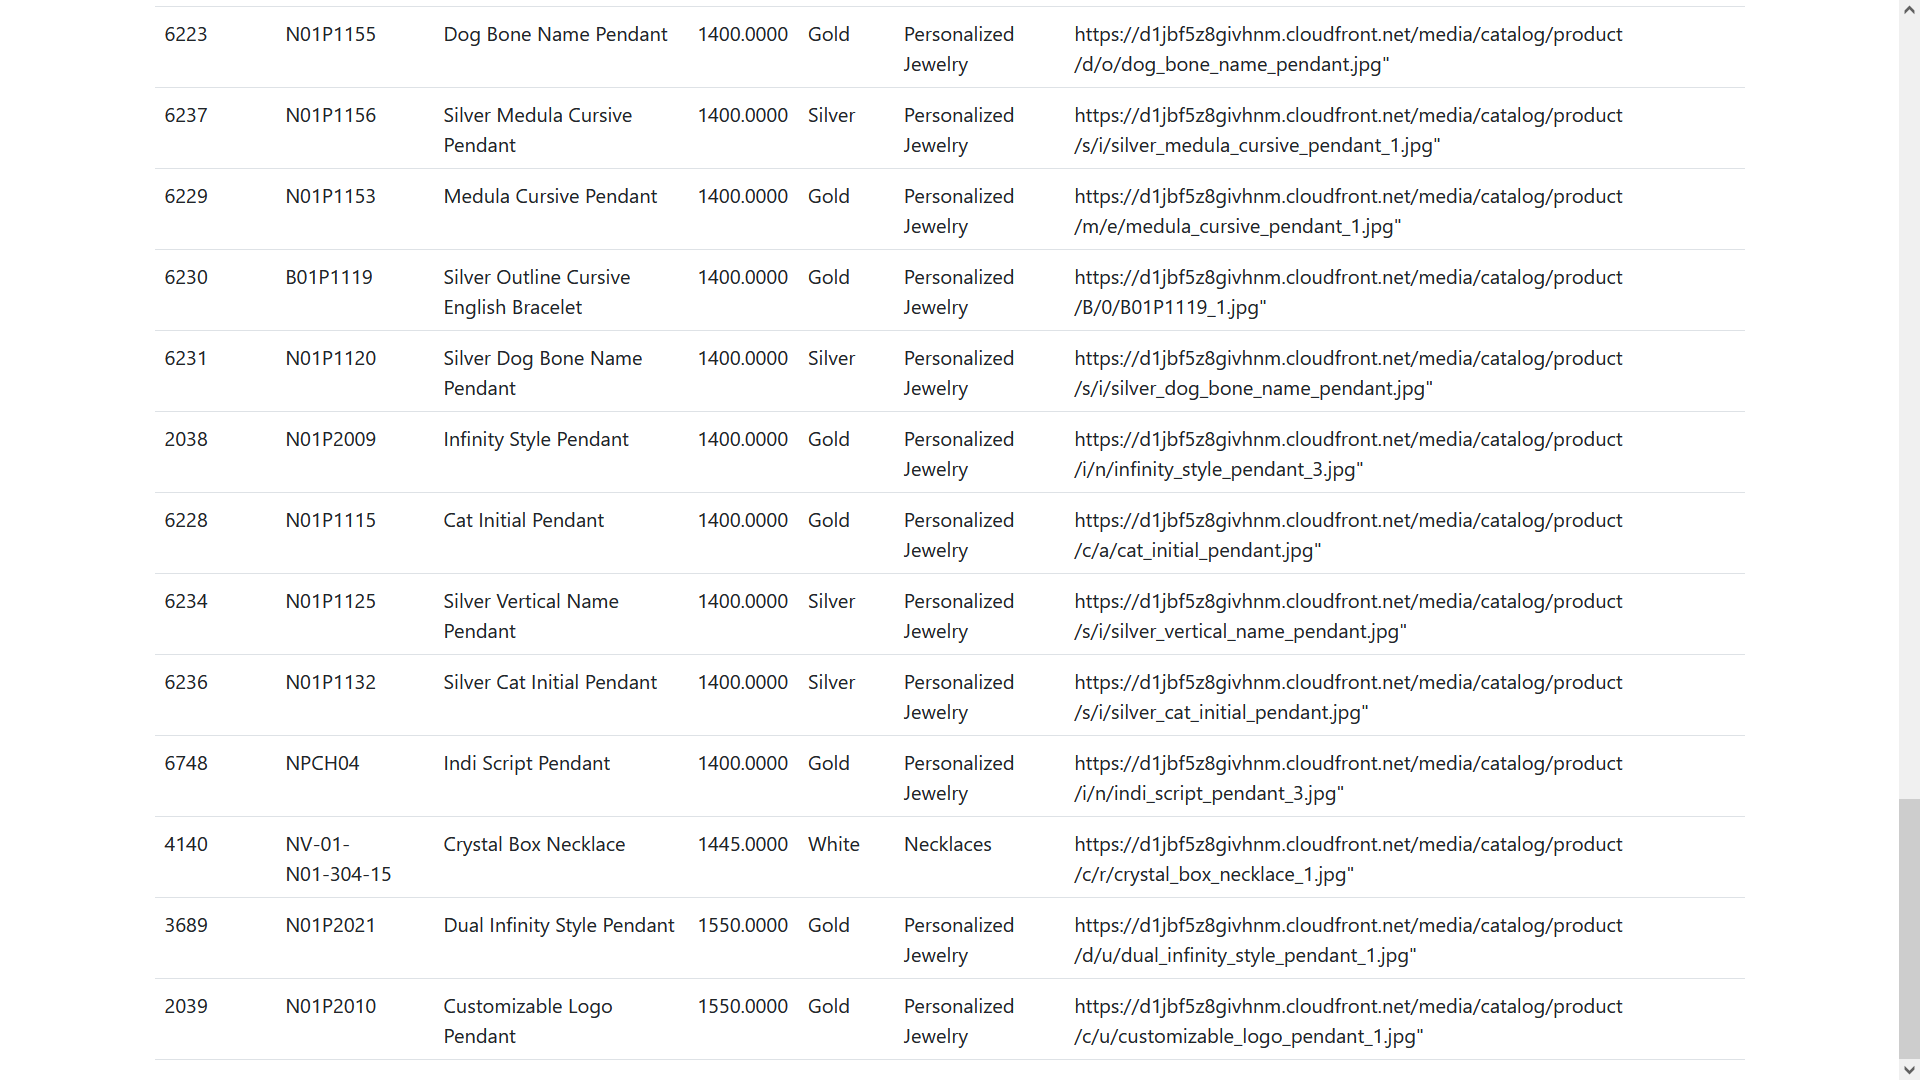 6223 N01P1155 Dog Bone Name Pendant 1400.0000 Gold Personalized https://d1jbf5z8givhnm.cloudfront.net/media/catalog/product
Jewelry /d/o/dog_bone_name_pendant.jpg"
6237 N01P1156 Silver Medula Cursive 1400.0000 Silver Personalized https://d1jbf5z8givhnm.cloudfront.net/media/catalog/product
Pendant Jewelry /s/i/silver_medula_cursive_pendant_1.jpg"
6229 N01P1153 Medula Cursive Pendant 1400.0000 Gold Personalized https://d1jbf5z8givhnm.cloudfront.net/media/catalog/product
Jewelry /m/e/medula_cursive_pendant_1.jpg"
6230 B01P1119 Silver Outline Cursive 1400.0000 Gold Personalized https://d1jbf5z8givhnm.cloudfront.net/media/catalog/product
English Bracelet Jewelry /B/0/B01P1119_1.jpg"
6231 N01P1120 Silver Dog Bone Name 1400.0000 Silver Personalized https://d1jbf5z8givhnm.cloudfront.net/media/catalog/product
Pendant Jewelry /s/i/silver_dog_bone_name_pendant.jpg"
2038 N01P2009 Infinity Style Pendant 1400.0000 Gold Personalized https://d1jbf5z8givhnm.cloudfront.net/media/catalog/product
Jewelry /i/n/infinity_style_pendant_3.jpg"
6228 N01P1115 Cat Initial Pendant 1400.0000 Gold Personalized https://d1jbf5z8givhnm.cloudfront.net/media/catalog/product
Jewelry /c/a/cat_initial_pendant.jpg"
6234 N01P1125 Silver Vertical Name 1400.0000 Silver Personalized https://d1jbf5z8givhnm.cloudfront.net/media/catalog/product
Pendant Jewelry /s/i/silver_vertical_name_pendant.jpg"
6236 N01P1132 Silver Cat Initial Pendant 1400.0000 Silver Personalized https://d1jbf5z8givhnm.cloudfront.net/media/catalog/product
Jewelry /s/i/silver_cat_initial_pendant.jpg"
6748 NPCH04 Indi Script Pendant 1400.0000 Gold Personalized https://d1jbf5z8givhnm.cloudfront.net/media/catalog/product
Jewelry /i/n/indi_script_pendant_3.jpg"
4140 NV-01- Crystal Box Necklace 1445.0000 White Necklaces https://d1jbf5z8givhnm.cloudfront.net/media/catalog/product
N01-304-15 /c/r/crystal_box_necklace_1.jpg"
3689 N01P2021 Dual Infinity Style Pendant 1550.0000 Gold Personalized https://d1jbf5z8givhnm.cloudfront.net/media/catalog/product
Jewelry /d/u/dual_infinity_style_pendant_1.jpg"
2039 N01P2010 Customizable Logo 1550.0000 Gold Personalized https://d1jbf5z8givhnm.cloudfront.net/media/catalog/product
Pendant Jewelry /c/u/customizable_logo_pendant_1.jpg"